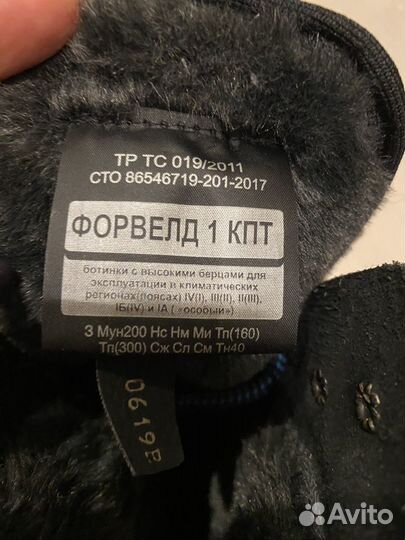 ТР ТС 019/2011
СТО 86546719-201-2017
ФОРВЕЛД 1 КПТ
ботинки с высокими берцами для
эксплуатации в климатических
регионах(поясах) IV(I), III(II), II(III),
IБ(IV) и IА ( «особый»)
З Мун200 Нс Нм Ми Тп(160)
Тп(300) Сж Сл См Тн40
0619В
Avito